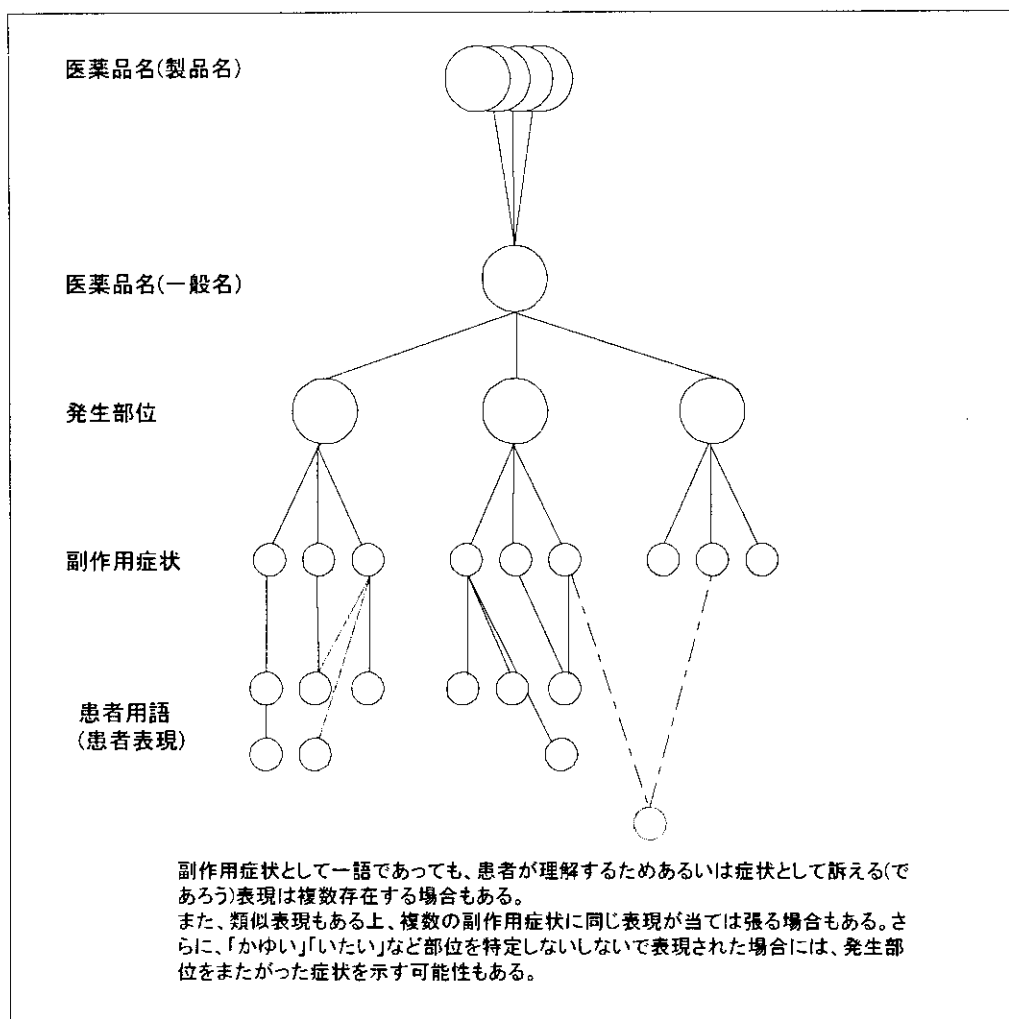 医薬品名(製品名)
医薬品名(一般名)
発生部位
副作用症状
患者用語
(患者表現)
副作用症状として一語であっても、患者が理解するためあるいは症状として訴える(で
あろう)表現は複数存在する場合もある。
また、類似表現もある上、複数の副作用症状に同じ表現が当ては張る場合もある。さ
らに、「かゆい」「いたい」など部位を特定しないしないで表現された場合には、発生部
位をまたがった症状を示す可能性もある。